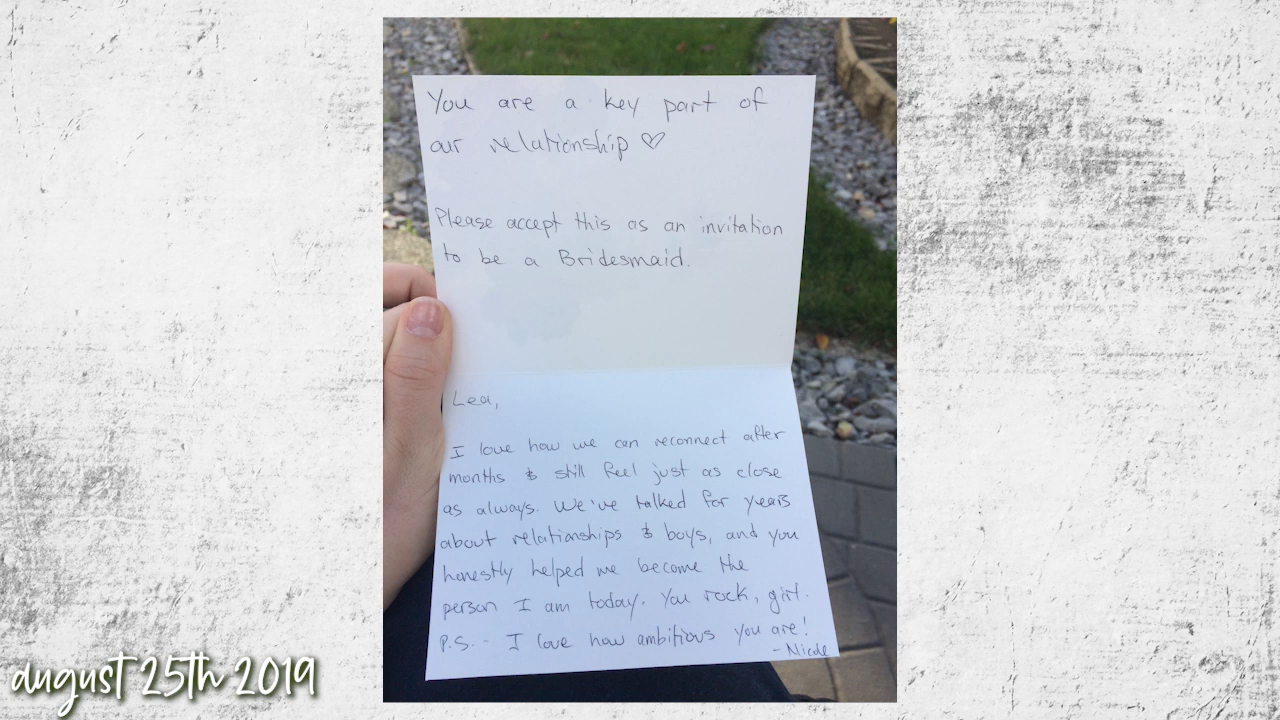 You are a key part of
our relationship ♡
Please accept this as an invitation
to be a Bridesmaid.
Lea,
I love how we can reconnect after
months & still feel just as close
as always. We've talked for years
about relationships & boys, and you
honestly helped me become the
person I am today. You rock, girl.
P.S. - I love how ambitious you are!
- Nicole
august 25th 2019